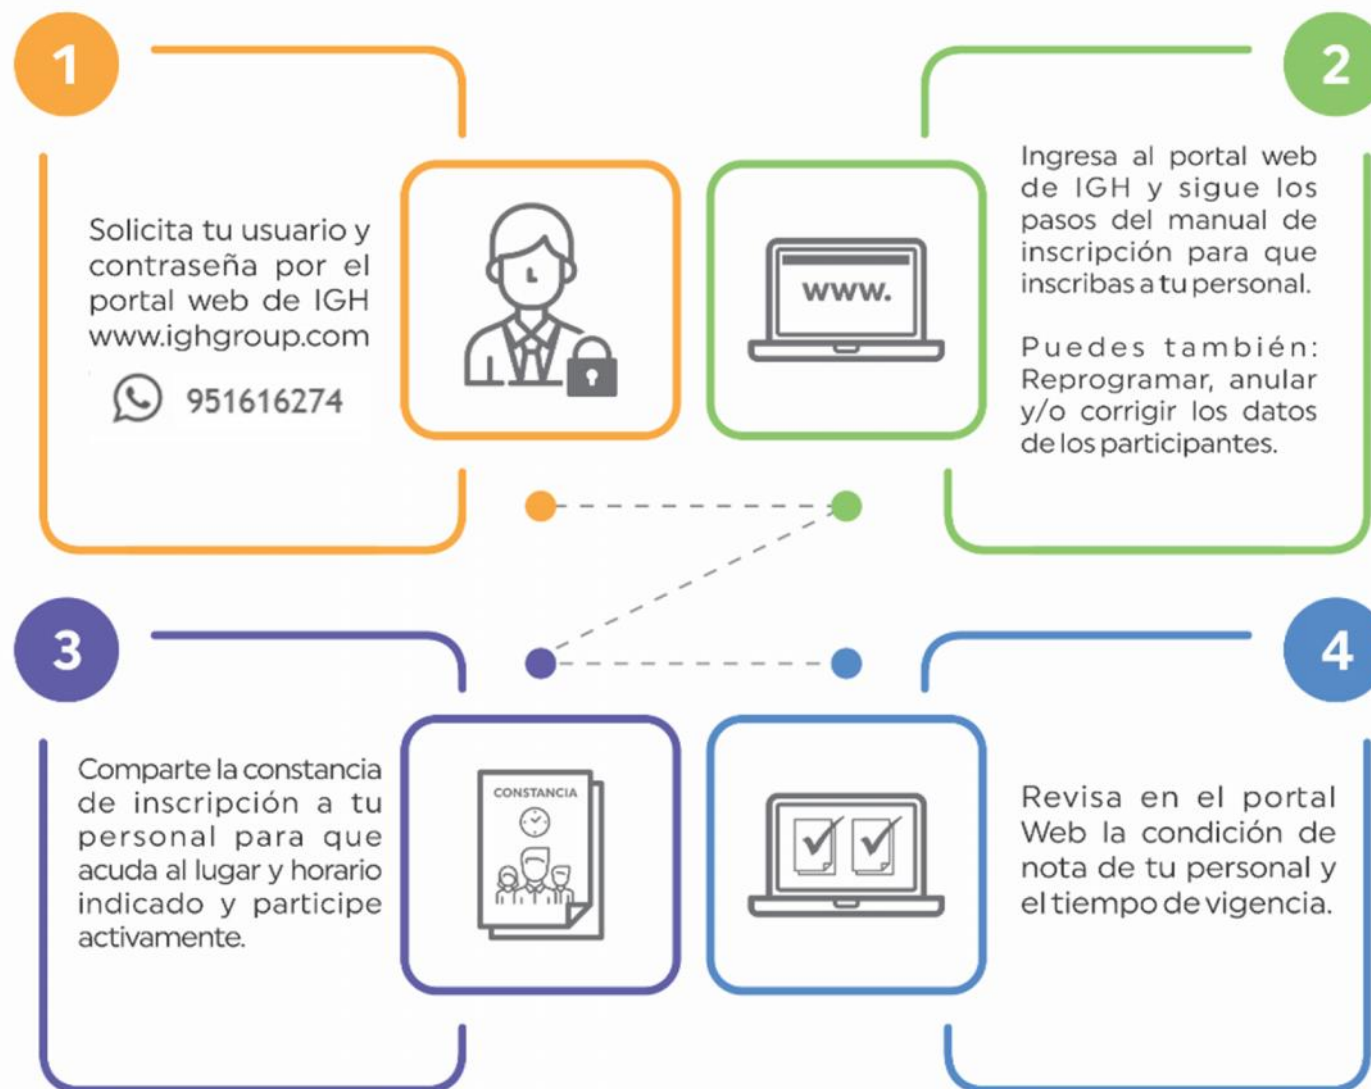 1
Solicita tu usuario y
contraseña por el
portal web de IGH
www.ighgroup.com
951616274
2
www.
Ingresa al portal web
de IGH y sigue los
pasos del manual de
inscripción para que
inscribas a tu personal.
Puedes también:
Reprogramar, anular
y/o corrigir los datos
de los participantes.
3
Comparte la constancia
de inscripción a tu
personal para que
acuda al lugar y horario
indicado y participe
activamente.
CONSTANCIA
4
Revisa en el portal
Web la condición de
nota de tu personal y
el tiempo de vigencia.